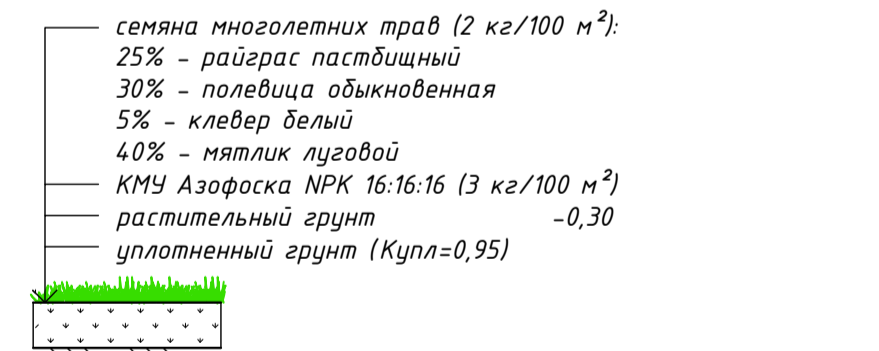 семяна многолетних трав (2 кг/100 м²):
25% – райграс пастбищный
30% – полевица обыкновенная
5% – клевер белый
40% – мятлик луговой
КМУ Азофоска NPK 16:16:16 (3 кг/100 м²)
растительный грунт –0,30
уплотненный грунт (Купл=0,95)